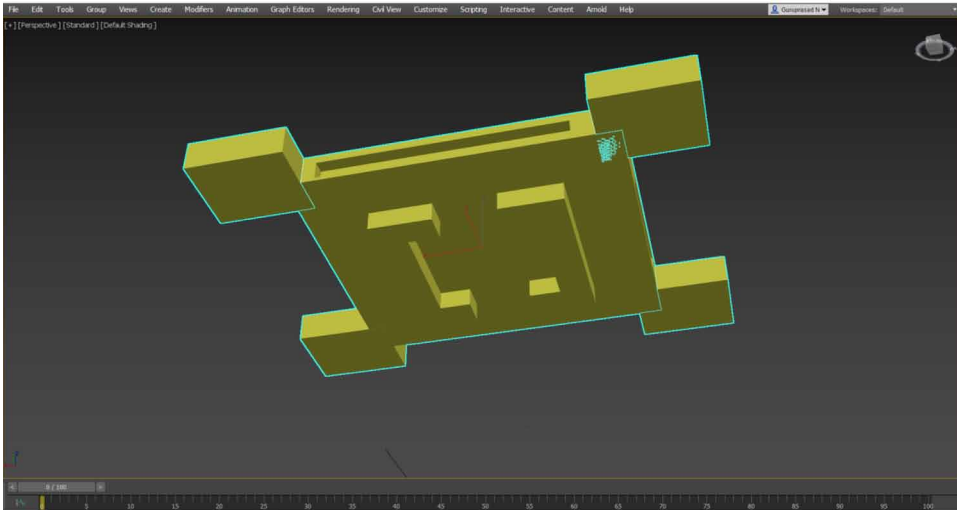 File Edit Tools Group Views Create Modifiers Animation Graph Editors Rendering Civil View Customize Scripting Interactive Content Arnold Help Guruprasad N Workspaces: Default
[+] [Perspective] [Standard] [Default Shading]
0 / 100
5 10 15 20 25 30 35 40 45 50 55 60 65 70 75 80 85 90 95 100